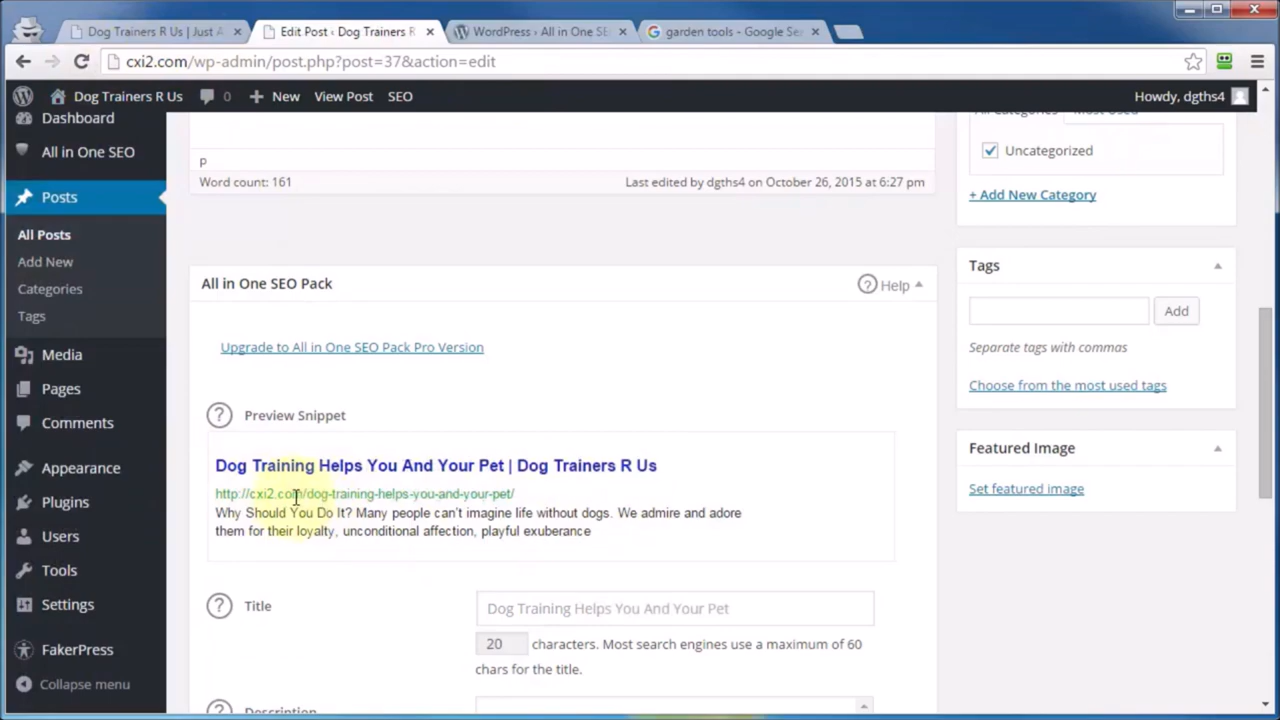 Dog Trainers R Us | Just A
Edit Post ‹ Dog Trainers R
WordPress › All in One SE
garden tools - Google Sea
cxi2.com/wp-admin/post.php?post=37&action=edit
Dog Trainers R Us 0 + New View Post SEO Howdy, dgths4
Dashboard
All in One SEO
Posts
All Posts
Add New
Categories
Tags
Media
Pages
Comments
Appearance
Plugins
Users
Tools
Settings
FakerPress
Collapse menu
p
Word count: 161 Last edited by dgths4 on October 26, 2015 at 6:27 pm
All in One SEO Pack
? Help
Upgrade to All in One SEO Pack Pro Version
? Preview Snippet
Dog Training Helps You And Your Pet | Dog Trainers R Us
http://cxi2.com/dog-training-helps-you-and-your-pet/
Why Should You Do It? Many people can't imagine life without dogs. We admire and adore
them for their loyalty, unconditional affection, playful exuberance
? Title
Dog Training Helps You And Your Pet
20 characters. Most search engines use a maximum of 60
chars for the title.
? Description
All Categories Most Used
Uncategorized
+ Add New Category
Tags
Add
Separate tags with commas
Choose from the most used tags
Featured Image
Set featured image